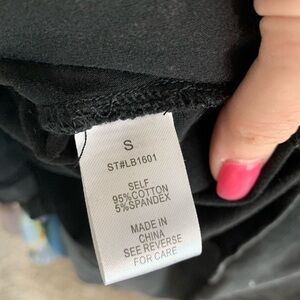 S
ST#LB1601
SELF
95%COTTON
5%SPANDEX
MADE IN
CHINA
SEE REVERSE
FOR CARE